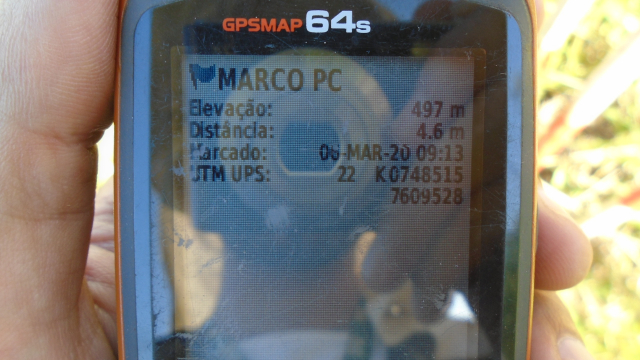 GPSMAP 64s
MARCO PC
Elevação: 497 m
Distância: 4.6 m
Marcado: 06-MAR-20 09:13
UTM UPS: 22 K0748515
7609528